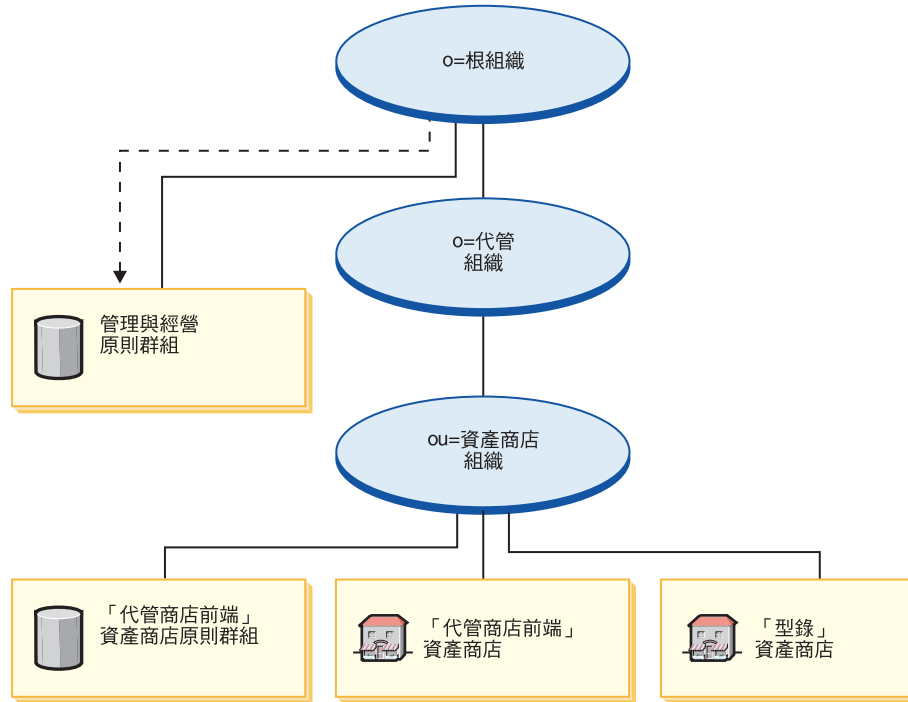 o=根組織
o=代管
組織
管理與經營
原則群組
ou=資產商店
組織
「代管商店前端」
資產商店原則群組
「代管商店前端」
資產商店
「型錄」
資產商店